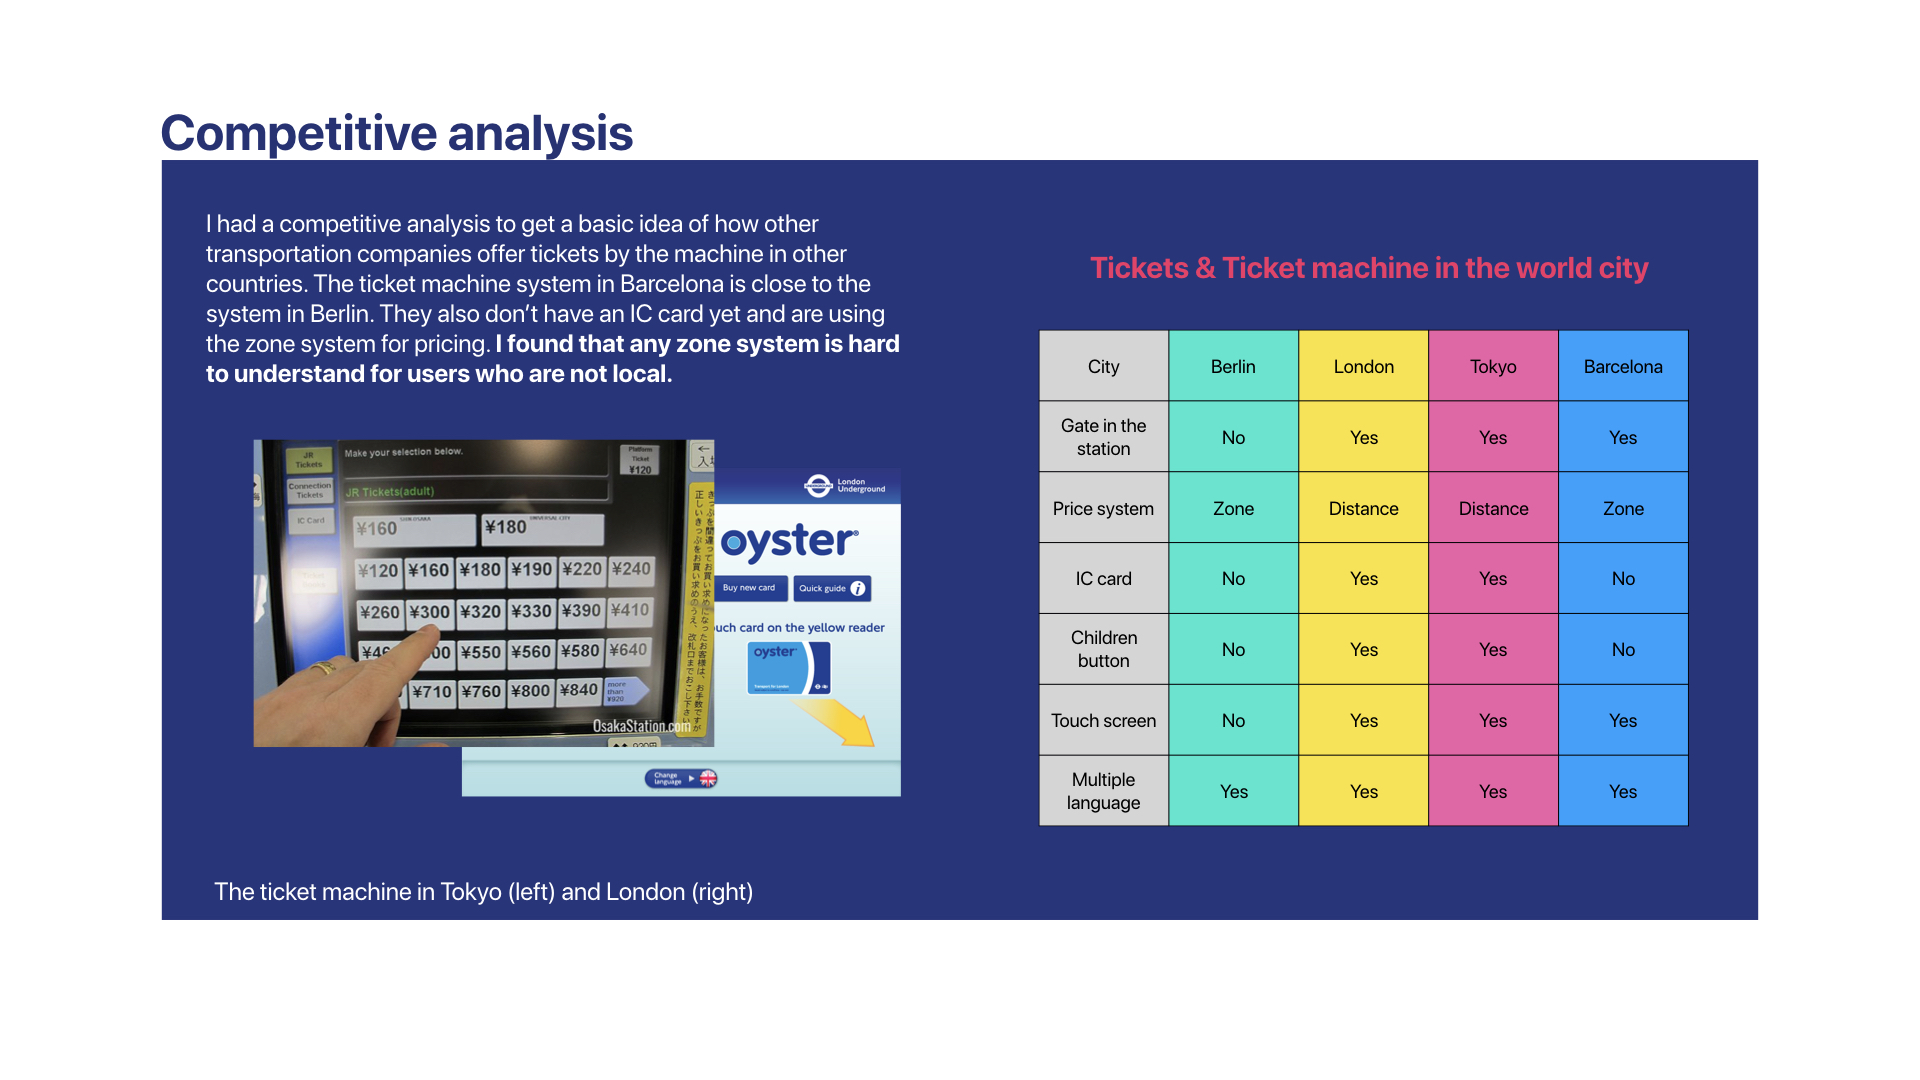 Competitive analysis
I had a competitive analysis to get a basic idea of how other
transportation companies offer tickets by the machine in other
countries. The ticket machine system in Barcelona is close to the
system in Berlin. They also don’t have an IC card yet and are using
the zone system for pricing. I found that any zone system is hard
to understand for users who are not local.
JR
Tickets
Make your selection below.
Platform
Ticket
¥120
Connection
Tickets
JR Tickets(adult)
IC Card
¥160
¥180 UNIVERSAL CITY
¥120 ¥160 ¥180 ¥190 ¥220 ¥240
¥260 ¥300 ¥320 ¥330 ¥390 ¥410
¥550 ¥560 ¥580 ¥640
¥710 ¥760 ¥800 ¥840
more
than
¥920
OsakaStation.com
London
Underground
oyster®
Buy new card
Quick guide i
card on the yellow reader
oyster
Transport for London
Change
language
The ticket machine in Tokyo (left) and London (right)
Tickets & Ticket machine in the world city
City Berlin London Tokyo Barcelona
Gate in the
station No Yes Yes Yes
Price system Zone Distance Distance Zone
IC card No Yes Yes No
Children
button No Yes Yes No
Touch screen No Yes Yes Yes
Multiple
language Yes Yes Yes Yes